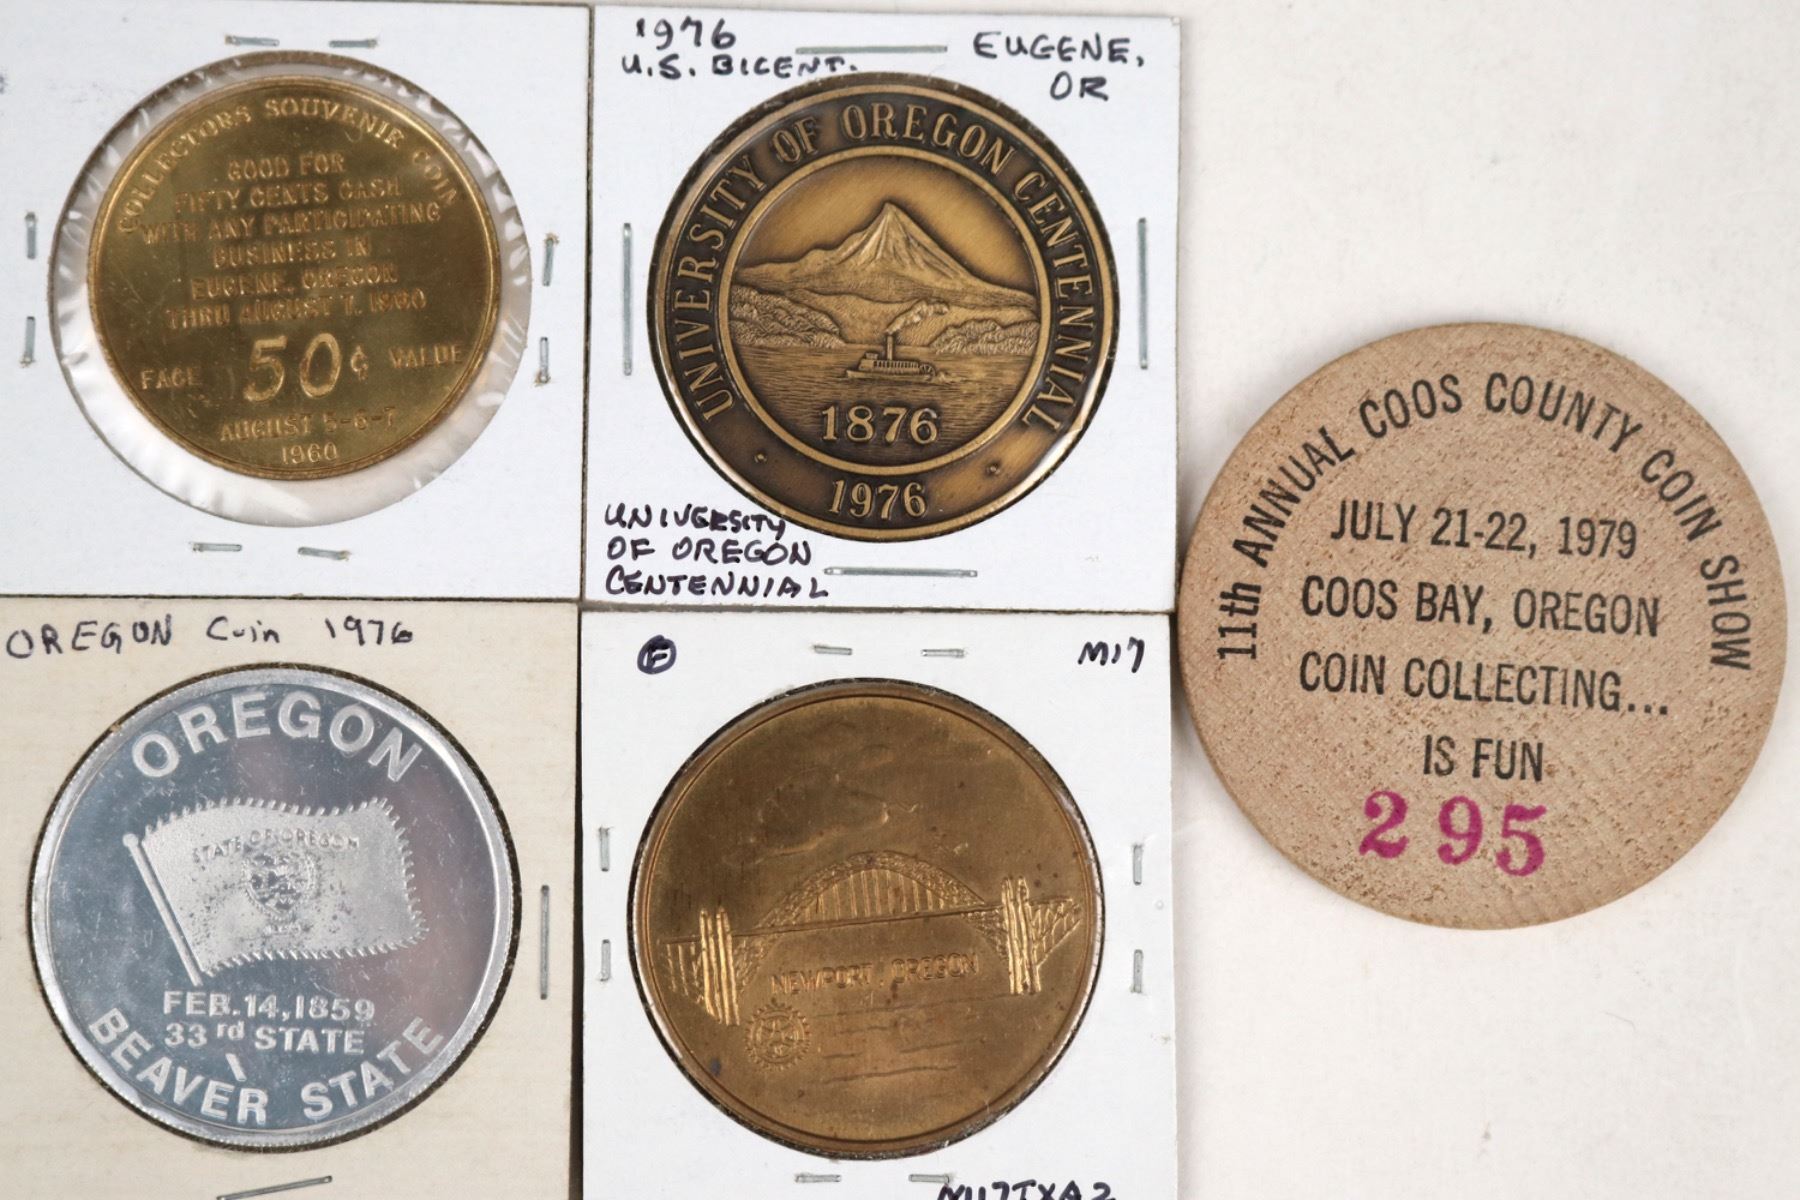 COLLECTORS SOUVENIR COIN
GOOD FOR
FIFTY CENTS CASH
WITH ANY PARTICIPATING
BUSINESS IN
EUGENE, OREGON
THRU AUGUST 7, 1960
FACE 50¢ VALUE
AUGUST 5-6-7
1960
1976
U.S. BICENT.
EUGENE,
OR
UNIVERSITY OF OREGON CENTENNIAL
1876
1976
UNIVERSITY
OF OREGON
CENTENNIAL
OREGON Coin 1976
OREGON
STATE OF OREGON
1859
FEB. 14, 1859
33rd STATE
BEAVER STATE
F
M17
NEWPORT, OREGON
11th ANNUAL COOS COUNTY COIN SHOW
JULY 21-22, 1979
COOS BAY, OREGON
COIN COLLECTING...
IS FUN
295